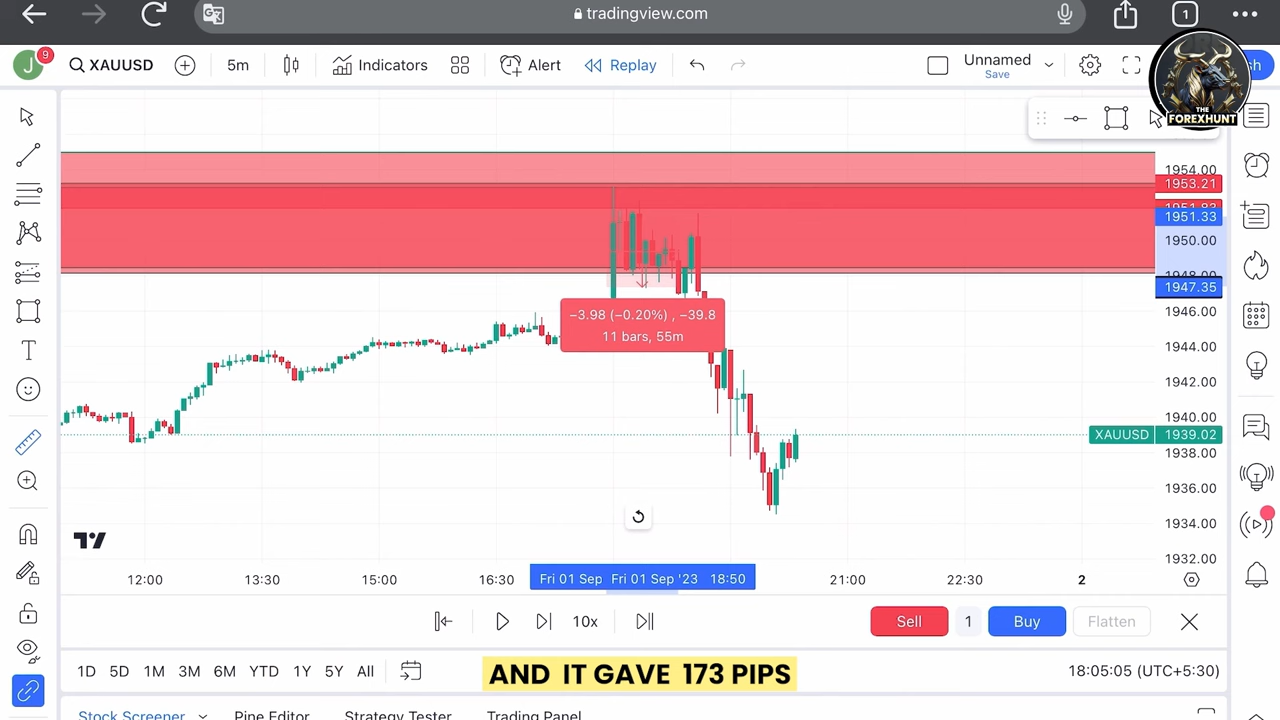 tradingview.com
1
J
9
XAUUSD
5m
Indicators
Alert
Replay
Unnamed
Save
THE
FOREXHUNT
1954.00
1953.21
1951.33
1950.00
1947.35
1946.00
1944.00
1942.00
1940.00
XAUUSD 1939.02
1938.00
1936.00
1934.00
1932.00
−3.98 (−0.20%) , −39.8
11 bars, 55m
12:00
13:30
15:00
16:30
Fri 01 Sep
Fri 01 Sep '23 18:50
21:00
22:30
2
10x
Sell
1
Buy
Flatten
1D 5D 1M 3M 6M YTD 1Y 5Y All
AND IT GAVE 173 PIPS
18:05:05 (UTC+5:30)
Stock Screener
Pine Editor
Strategy Tester
Trading Panel